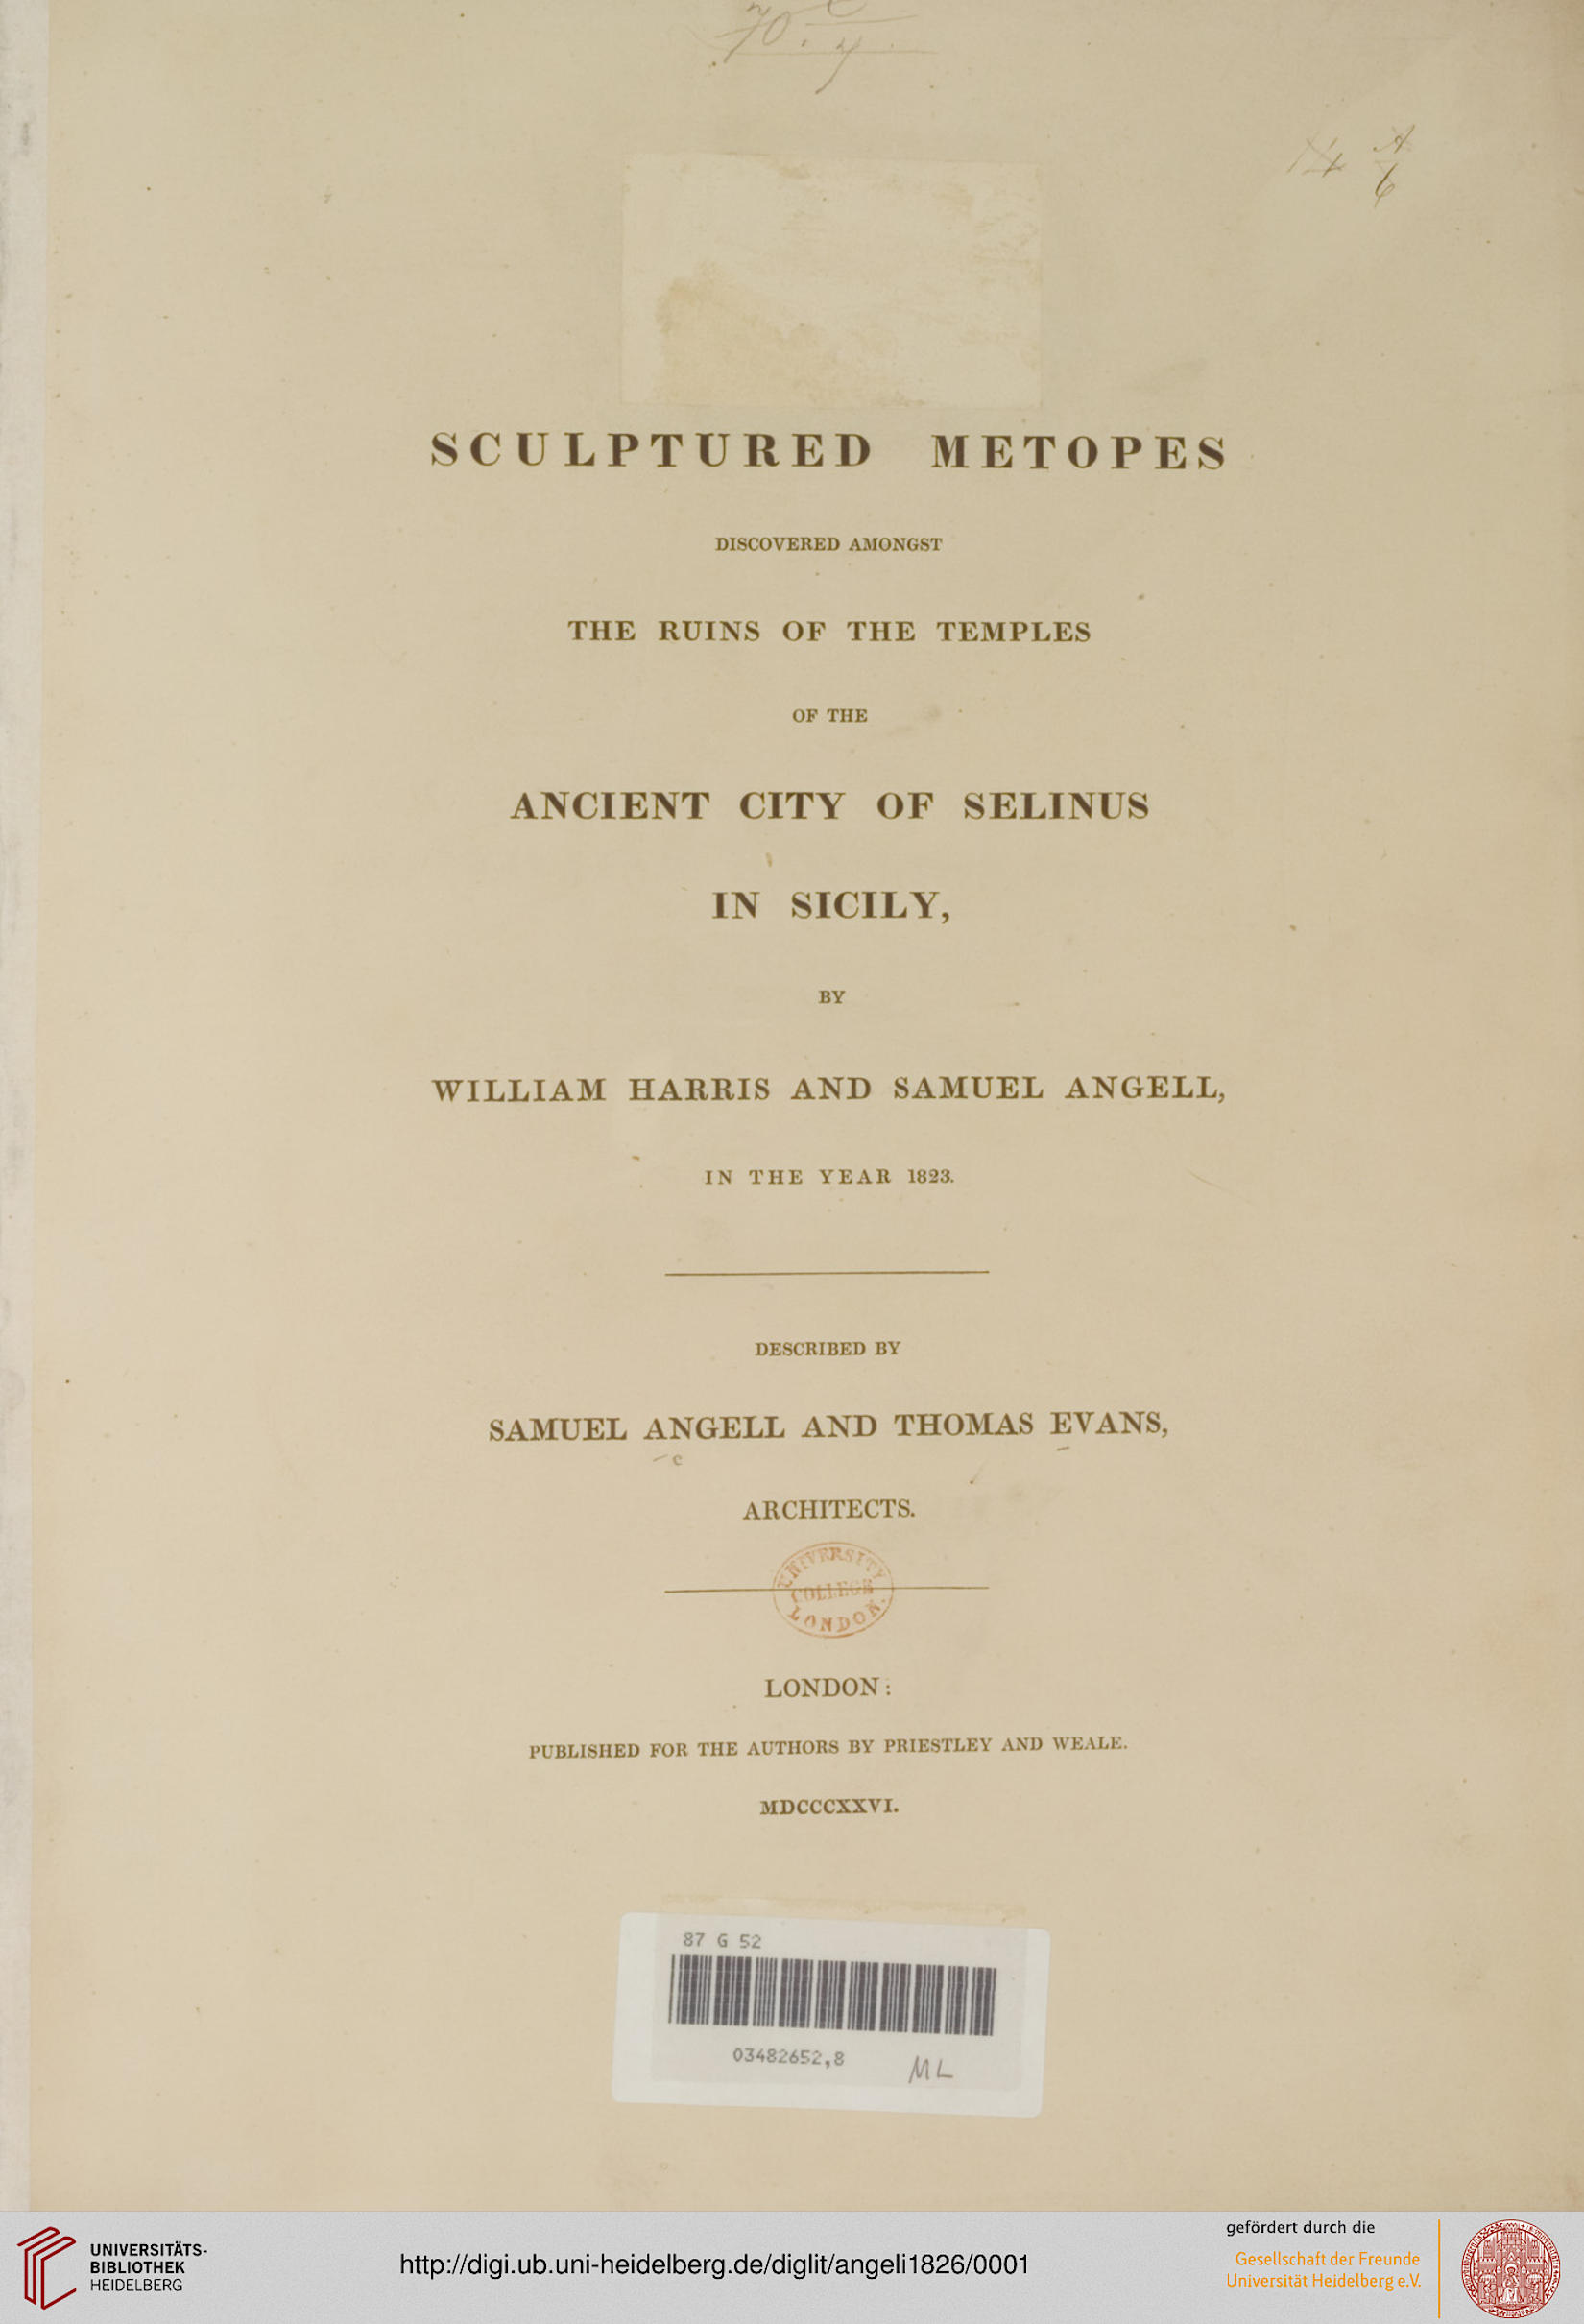 70.
14 A
6
SCULPTURED METOPES
DISCOVERED AMONGST
THE RUINS OF THE TEMPLES
OF THE
ANCIENT CITY OF SELINUS
IN SICILY,
BY
WILLIAM HARRIS AND SAMUEL ANGELL,
IN THE YEAR 1823.
DESCRIBED BY
SAMUEL ANGELL AND THOMAS EVANS,
c
ARCHITECTS.
UNIVERSITY
COLLEGE
LONDON.
LONDON:
PUBLISHED FOR THE AUTHORS BY PRIESTLEY AND WEALE.
MDCCCXXVI.
87 G 52
03482652,8
ML
UNIVERSITÄTS-
BIBLIOTHEK
HEIDELBERG
http://digi.ub.uni-heidelberg.de/diglit/angeli1826/0001
gefördert durch die
Gesellschaft der Freunde
Universität Heidelberg e.V.